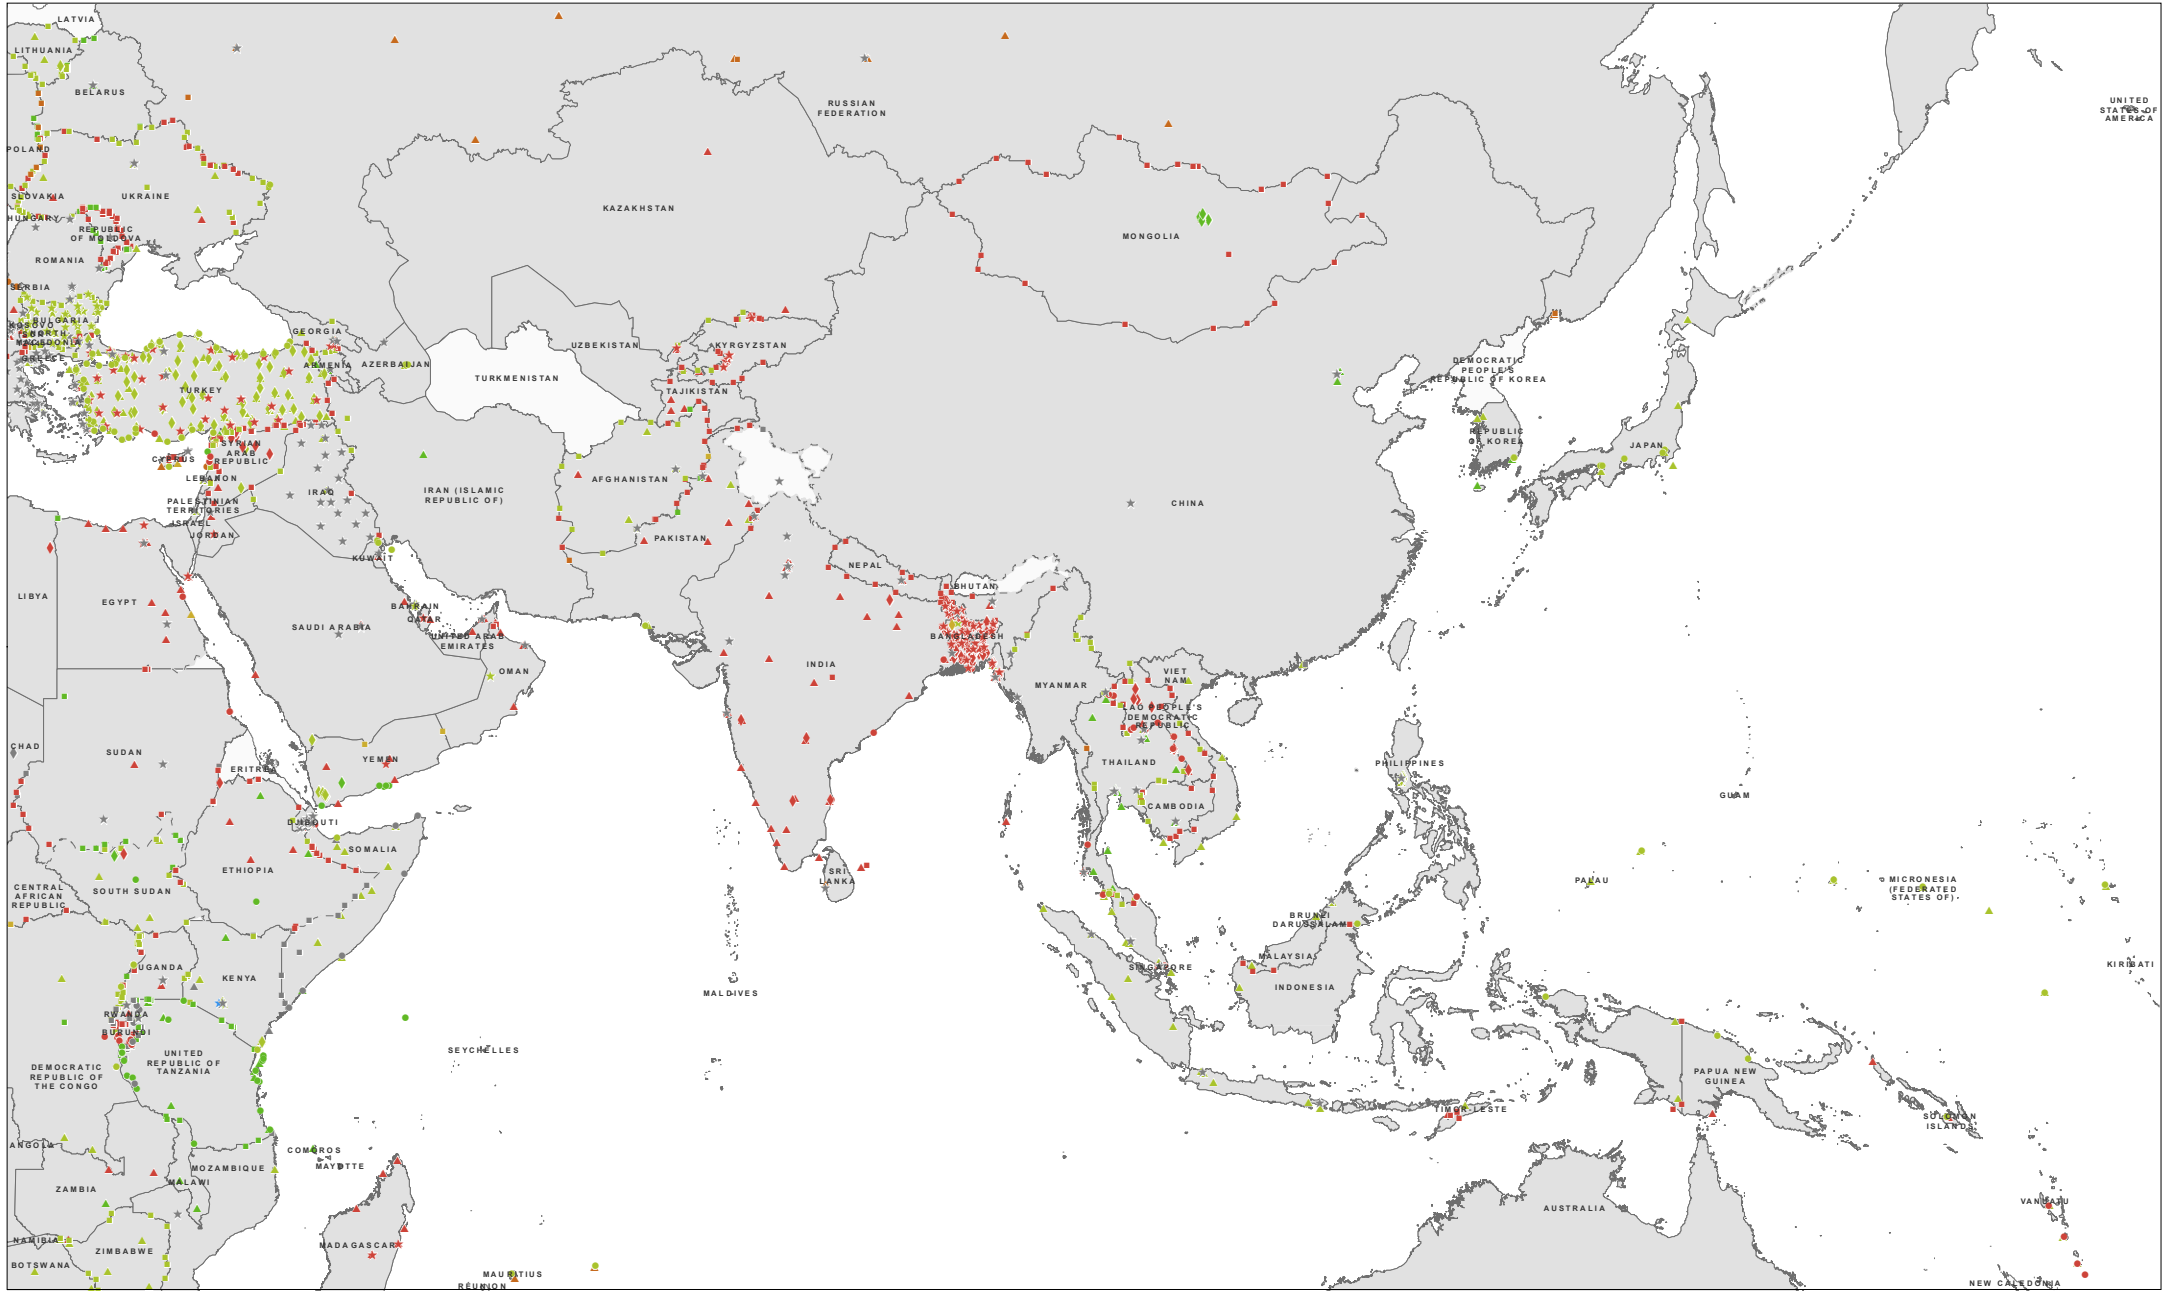 LATVIA
LITHUANIA
BELARUS
RUSSIAN
FEDERATION
UNITED
STATES OF
AMERICA
POLAND
SLOVAKIA
UKRAINE
HUNGARY
REPUBLIC
OF MOLDOVA
KAZAKHSTAN
MONGOLIA
ROMANIA
SERBIA
BULGARIA
KOSOVO
NORTH
MACEDONIA
GREECE
GEORGIA
ARMENIA
AZERBAIJAN
UZBEKISTAN
KYRGYZSTAN
TURKMENISTAN
TAJIKISTAN
TURKEY
DEMOCRATIC
PEOPLE'S
REPUBLIC OF KOREA
REPUBLIC
OF KOREA
JAPAN
CYPRUS
SYRIAN
ARAB
REPUBLIC
LEBANON
IRAQ
IRAN (ISLAMIC
REPUBLIC OF)
AFGHANISTAN
PALESTINIAN
TERRITORIES
ISRAEL
JORDAN
CHINA
KUWAIT
PAKISTAN
NEPAL
BHUTAN
LIBYA
EGYPT
BAHRAIN
QATAR
SAUDI ARABIA
UNITED ARAB
EMIRATES
OMAN
BANGLADESH
INDIA
MYANMAR
VIET
NAM
LAO PEOPLE'S
DEMOCRATIC
REPUBLIC
CHAD
SUDAN
ERITREA
YEMEN
THAILAND
PHILIPPINES
GUAM
CAMBODIA
DJIBOUTI
SOMALIA
ETHIOPIA
SRI
LANKA
CENTRAL
AFRICAN
REPUBLIC
SOUTH SUDAN
PALAU
MICRONESIA
(FEDERATED
STATES OF)
BRUNEI
DARUSSALAM
MALAYSIA
SINGAPORE
INDONESIA
KIRIBATI
UGANDA
KENYA
MALDIVES
RWANDA
BURUNDI
SEYCHELLES
DEMOCRATIC
REPUBLIC OF
THE CONGO
UNITED
REPUBLIC OF
TANZANIA
PAPUA NEW
GUINEA
TIMOR-LESTE
SOLOMON
ISLANDS
ANGOLA
COMOROS
MAYOTTE
MOZAMBIQUE
MALAWI
ZAMBIA
AUSTRALIA
VANUATU
NAMIBIA
ZIMBABWE
MADAGASCAR
BOTSWANA
MAURITIUS
RÉUNION
NEW CALEDONIA